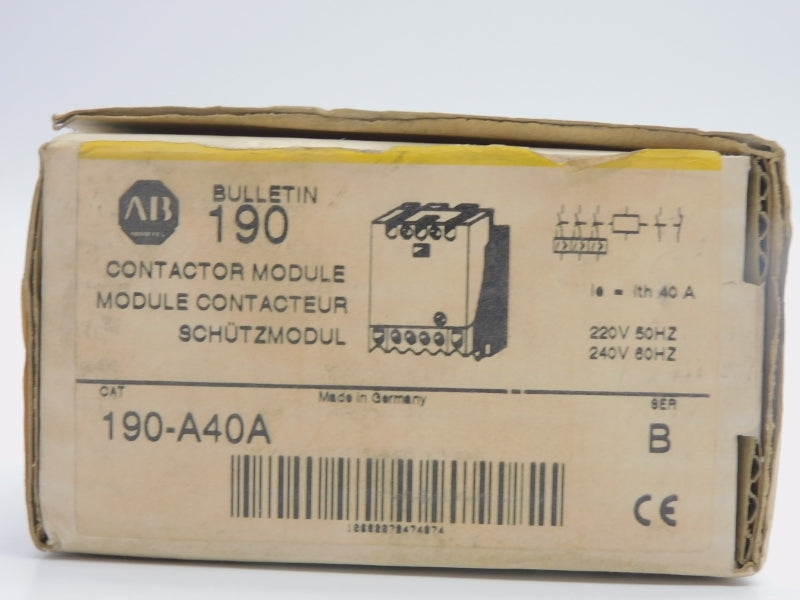 AB
BULLETIN
190
CONTACTOR MODULE
MODULE CONTACTEUR
SCHÜTZMODUL
Ie = Ith 40 A
220V 50HZ
240V 60HZ
CAT
Made in Germany
SER
190-A40A
B
CE